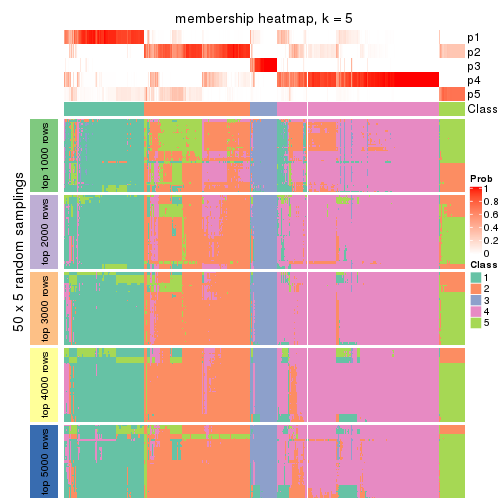 membership heatmap, k = 5
p1
p2
p3
p4
p5
Class
50 x 5 random samplings
top 1000 rows
top 2000 rows
top 3000 rows
top 4000 rows
top 5000 rows
Prob
1
0.8
0.6
0.4
0.2
0
Class
1
2
3
4
5